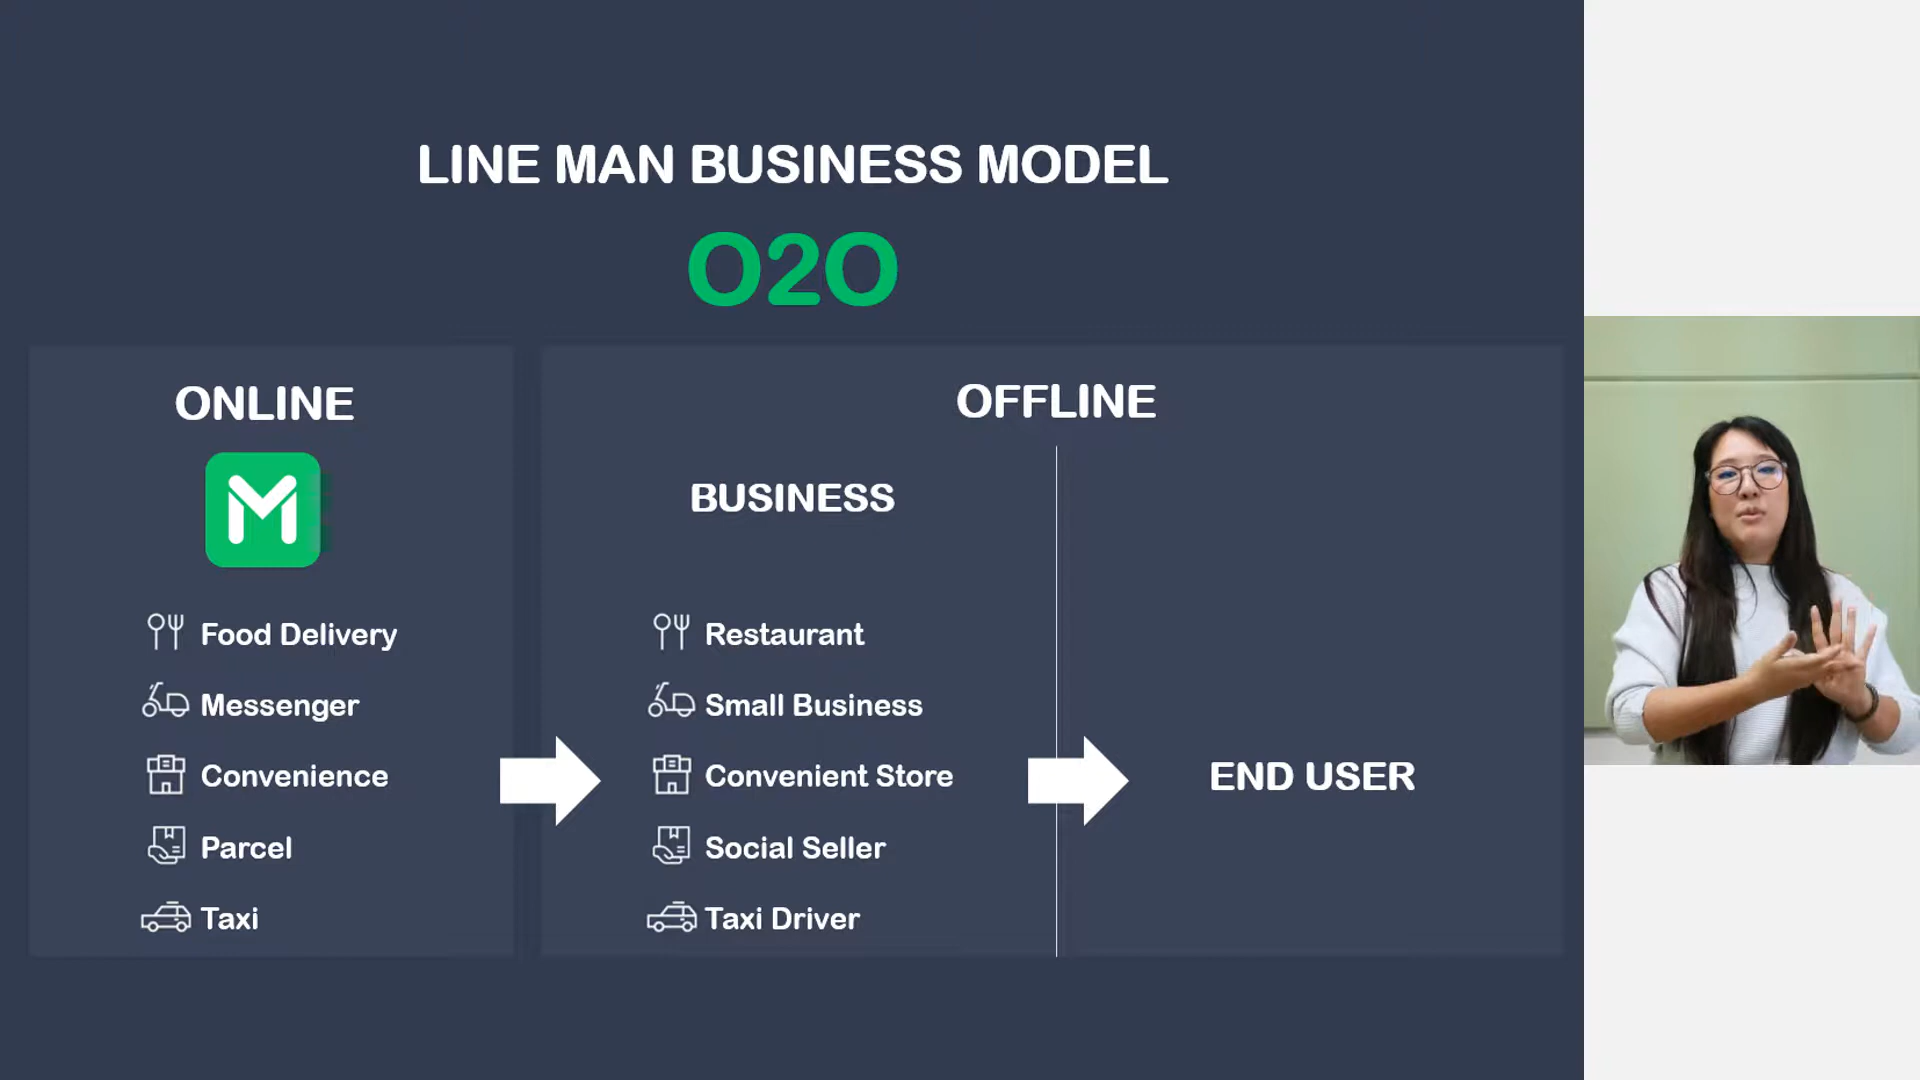 LINE MAN BUSINESS MODEL
O2O
ONLINE
M
Food Delivery
Messenger
Convenience
Parcel
Taxi
OFFLINE
BUSINESS
Restaurant
Small Business
Convenient Store
Social Seller
Taxi Driver
END USER